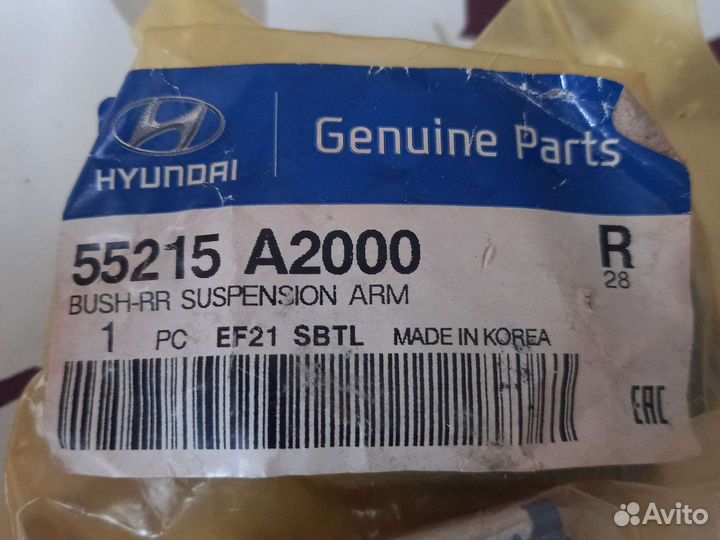 HYUNDAI
Genuine Parts
55215 A2000 R
BUSH-RR SUSPENSION ARM 28
1 PC EF21 SBTL MADE IN KOREA
EAC
Avito